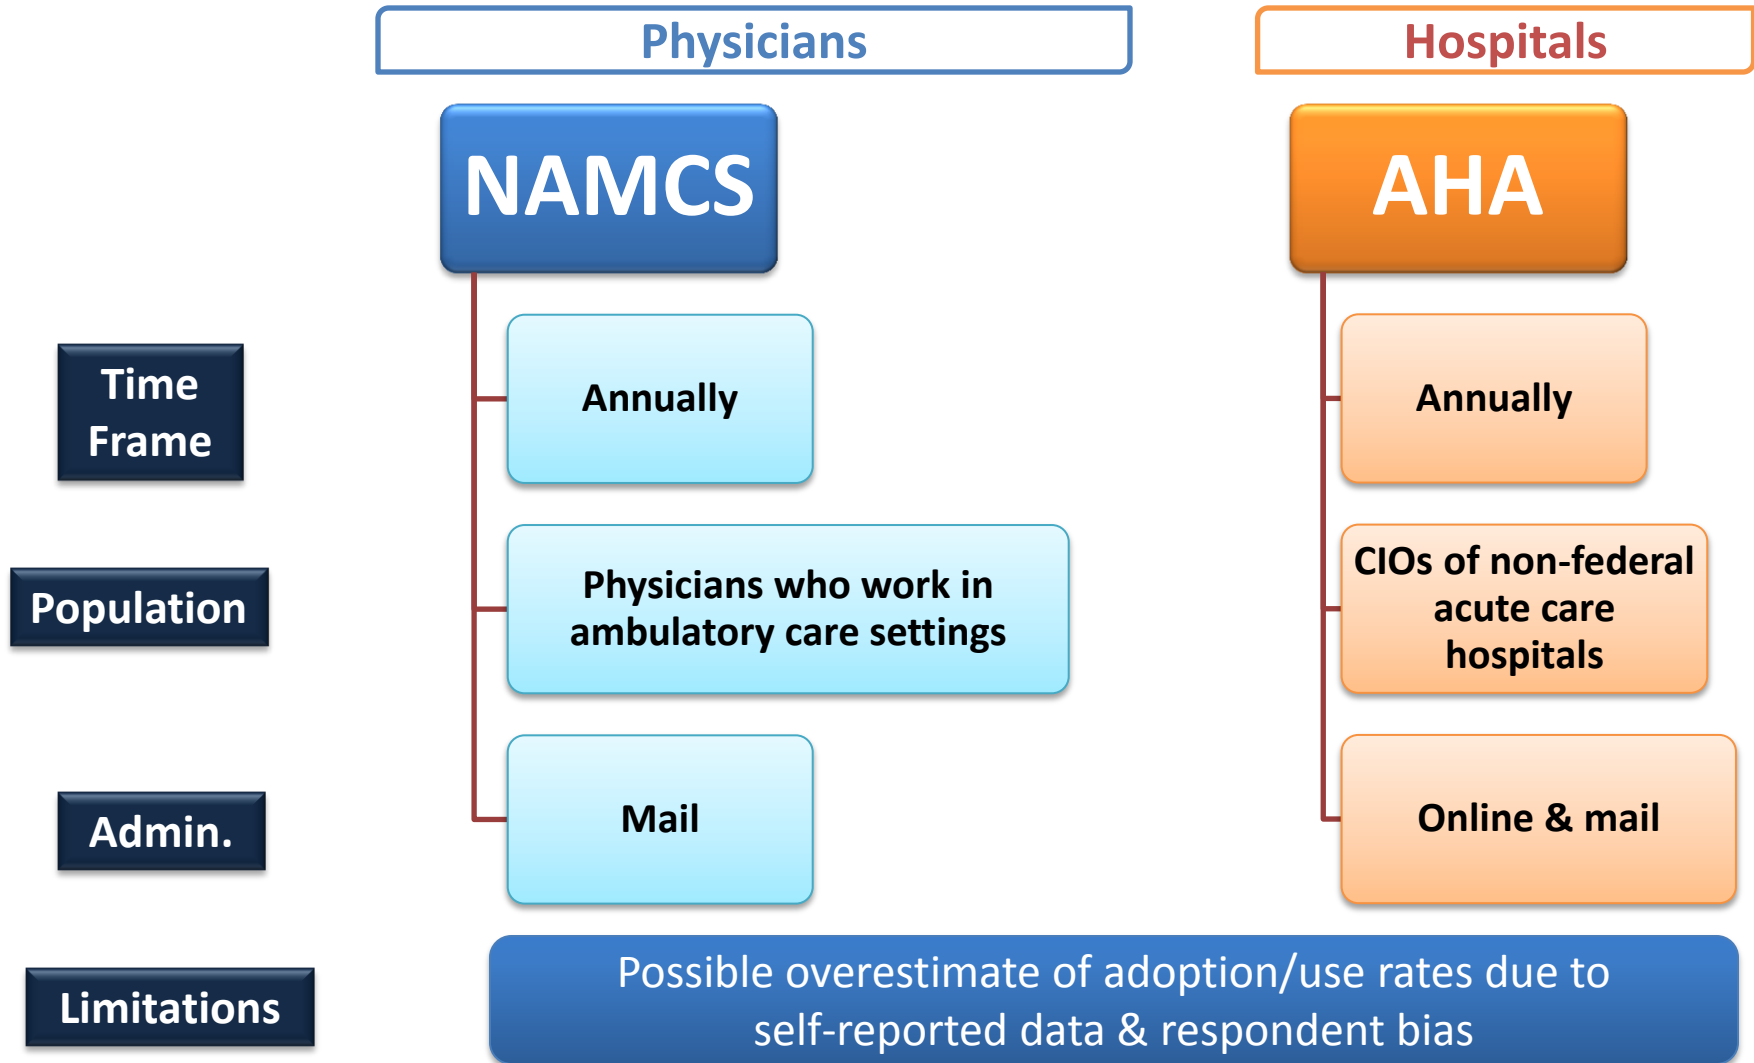 Physicians
Hospitals
NAMCS
AHA
Time
Frame
Annually
Annually
Population
Physicians who work in
ambulatory care settings
CIOs of non-federal
acute care
hospitals
Admin.
Mail
Online & mail
Limitations
Possible overestimate of adoption/use rates due to
self-reported data & respondent bias